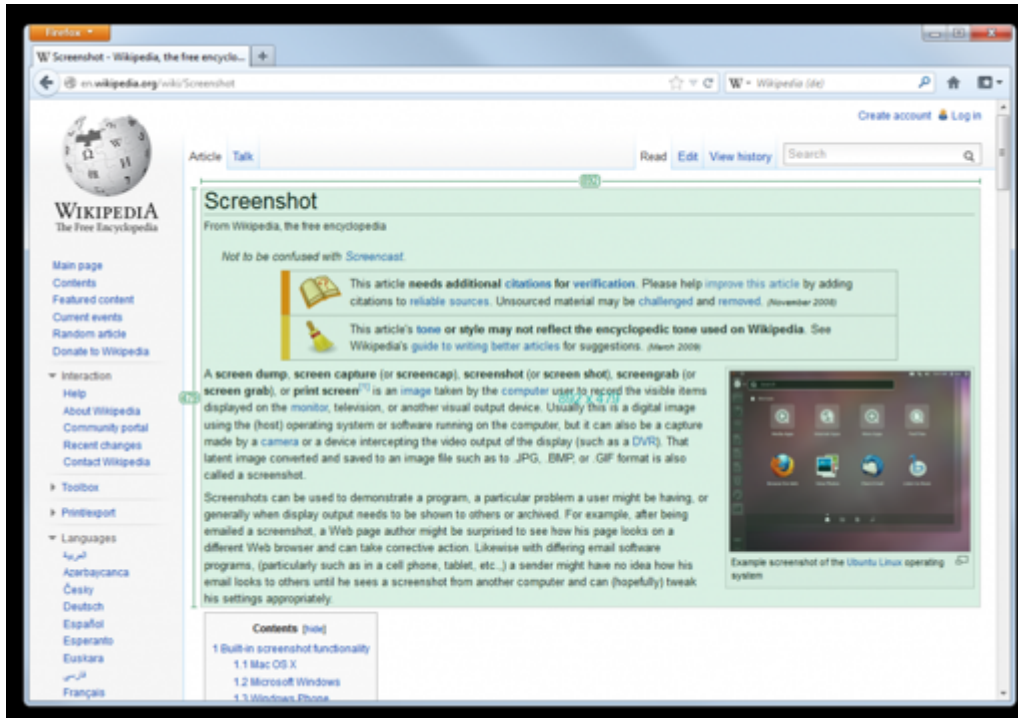 Firefox
Screenshot - Wikipedia, the free encyclo...
en.wikipedia.org/wiki/Screenshot
W - Wikipedia (de)
Create account Log in
Article Talk
Read Edit View history Search
WIKIPEDIA
The Free Encyclopedia
Main page
Contents
Featured content
Current events
Random article
Donate to Wikipedia
Interaction
Help
About Wikipedia
Community portal
Recent changes
Contact Wikipedia
Toolbox
Print/export
Languages
العربية
Azərbaycanca
Česky
Deutsch
Español
Esperanto
Euskara
فارسی
Français
892
479
892 x 479
Screenshot
From Wikipedia, the free encyclopedia
Not to be confused with Screencast.
This article needs additional citations for verification. Please help improve this article by adding
citations to reliable sources. Unsourced material may be challenged and removed. (November 2008)
This article's tone or style may not reflect the encyclopedic tone used on Wikipedia. See
Wikipedia's guide to writing better articles for suggestions. (March 2009)
A screen dump, screen capture (or screencap), screenshot (or screen shot), screengrab (or
screen grab), or print screen[1] is an image taken by the computer user to record the visible items
displayed on the monitor, television, or another visual output device. Usually this is a digital image
using the (host) operating system or software running on the computer, but it can also be a capture
made by a camera or a device intercepting the video output of the display (such as a DVR). That
latent image converted and saved to an image file such as to .JPG, .BMP, or .GIF format is also
called a screenshot.
Screenshots can be used to demonstrate a program, a particular problem a user might be having, or
generally when display output needs to be shown to others or archived. For example, after being
emailed a screenshot, a Web page author might be surprised to see how his page looks on a
different Web browser and can take corrective action. Likewise with differing email software
programs, (particularly such as in a cell phone, tablet, etc..) a sender might have no idea how his
email looks to others until he sees a screenshot from another computer and can (hopefully) tweak
his settings appropriately.
Example screenshot of the Ubuntu Linux operating
system
Contents [hide]
1 Built-in screenshot functionality
1.1 Mac OS X
1.2 Microsoft Windows
1.3 Windows Phone